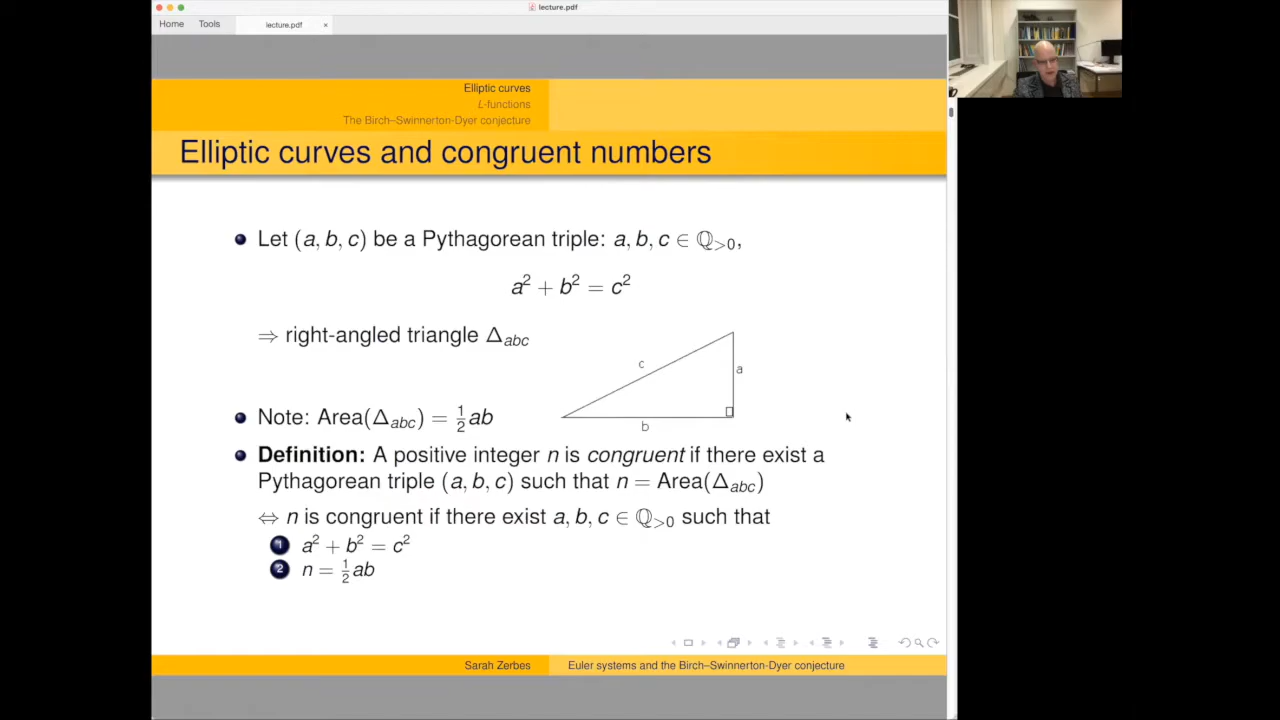 lecture.pdf
Home Tools lecture.pdf ×
Elliptic curves
L-functions
The Birch–Swinnerton-Dyer conjecture
Elliptic curves and congruent numbers
Let (a, b, c) be a Pythagorean triple: a, b, c ∈ ℚ>0,
a² + b² = c²
⇒ right-angled triangle Δabc
c
a
b
Note: Area(Δabc) = ½ab
Definition: A positive integer n is congruent if there exist a
Pythagorean triple (a, b, c) such that n = Area(Δabc)
⇔ n is congruent if there exist a, b, c ∈ ℚ>0 such that
1 a² + b² = c²
2 n = ½ab
Sarah Zerbes Euler systems and the Birch–Swinnerton-Dyer conjecture